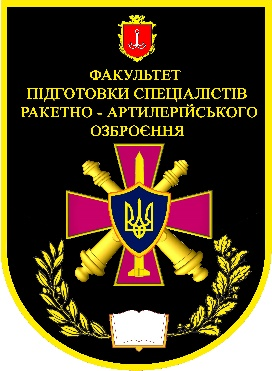 ФАКУЛЬТЕТ
ПІДГОТОВКИ СПЕЦІАЛІСТІВ
РАКЕТНО - АРТИЛЕРІЙСЬКОГО
ОЗБРОЄННЯ